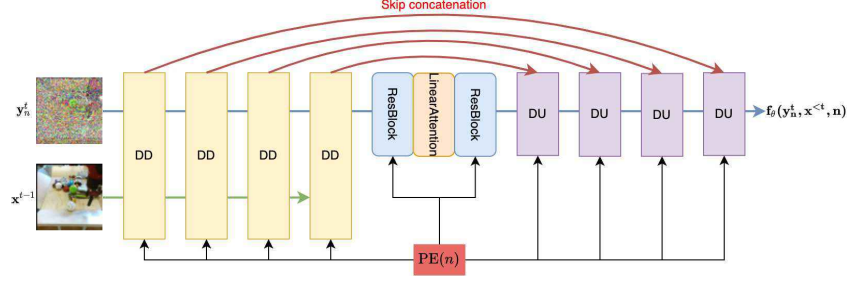 Skip concatenation
y_n^t
x^{t-1}
DD
DD
DD
DD
ResBlock
LinearAttention
ResBlock
DU
DU
DU
DU
f_θ(y_n^t, x^{<t}, n)
PE(n)